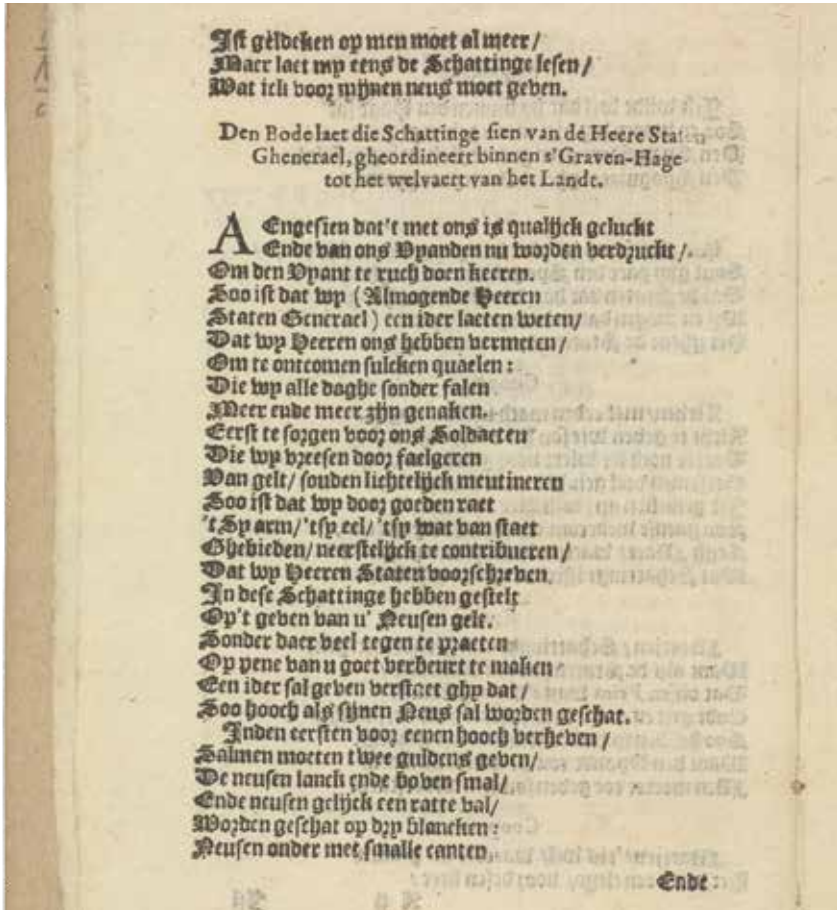 Ist geldeken op men moet al meer/
Maer laet my eens de Schattinge lesen/
Wat ick voor mijnen neus moet geven.
Den Bode laet die Schattinge sien van de Heere Staten
Ghenerael, gheordineert binnen s'Graven-Hage
tot het welvaert van het Landt.
AEngesien dat't met ons is qualijck geluckt
Ende van ons Vyanden nu worden verdruckt/
Om den Vyant te ruch doen keeren.
Soo ist dat wy (Almogende Heeren
Staten Generael) een ider laeten weten/
Dat wy Heeren ons hebben vermeten/
Om te ontcomen sulcken quaelen:
Die wy alle daghe sonder falen
Meer ende meer zijn genaken.
Eerst te sorgen voor ons Soldaeten
Die wy vreesen door faelgeren
Van gelt/ souden lichtelijck meutineren
Soo ist dat wy door goeden raet
't Sy arm/'tsy eel/'tsy wat van staet
Ghebieden/neerstelijck te contribueren/
Dat wy Heeren Staten voorschreven
In dese Schattinge hebben gestelt
Op't geven van u' Neusen gelt.
Sonder daer veel tegen te praeten
Op pene van u goet verbeurt te maken
Een ider sal geven verstaet ghy dat/
Soo hooch als sijnen Neus sal worden geschat.
Inden eersten voor eenen hooch verheven/
Salmen moeten twee guldens geven/
De neusen lanck ende boven smal/
Ende neusen gelijck een ratte val/
Worden geschat op dry blancken:
Neusen onder met smalle canten.
Ende